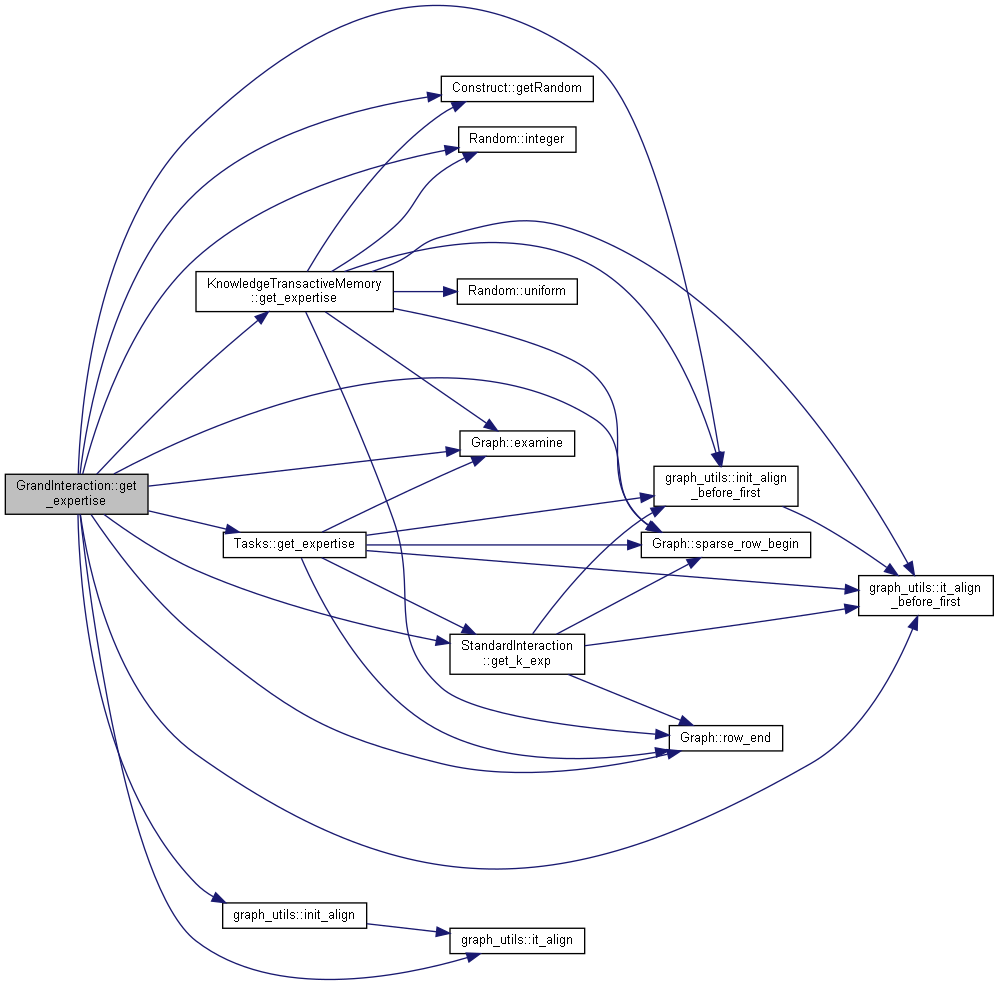 Construct::getRandom
Random::integer
KnowledgeTransactiveMemory
::get_expertise
Random::uniform
Graph::examine
GrandInteraction::get
_expertise
graph_utils::init_align
_before_first
Tasks::get_expertise
Graph::sparse_row_begin
graph_utils::it_align
_before_first
StandardInteraction
::get_k_exp
Graph::row_end
graph_utils::init_align
graph_utils::it_align